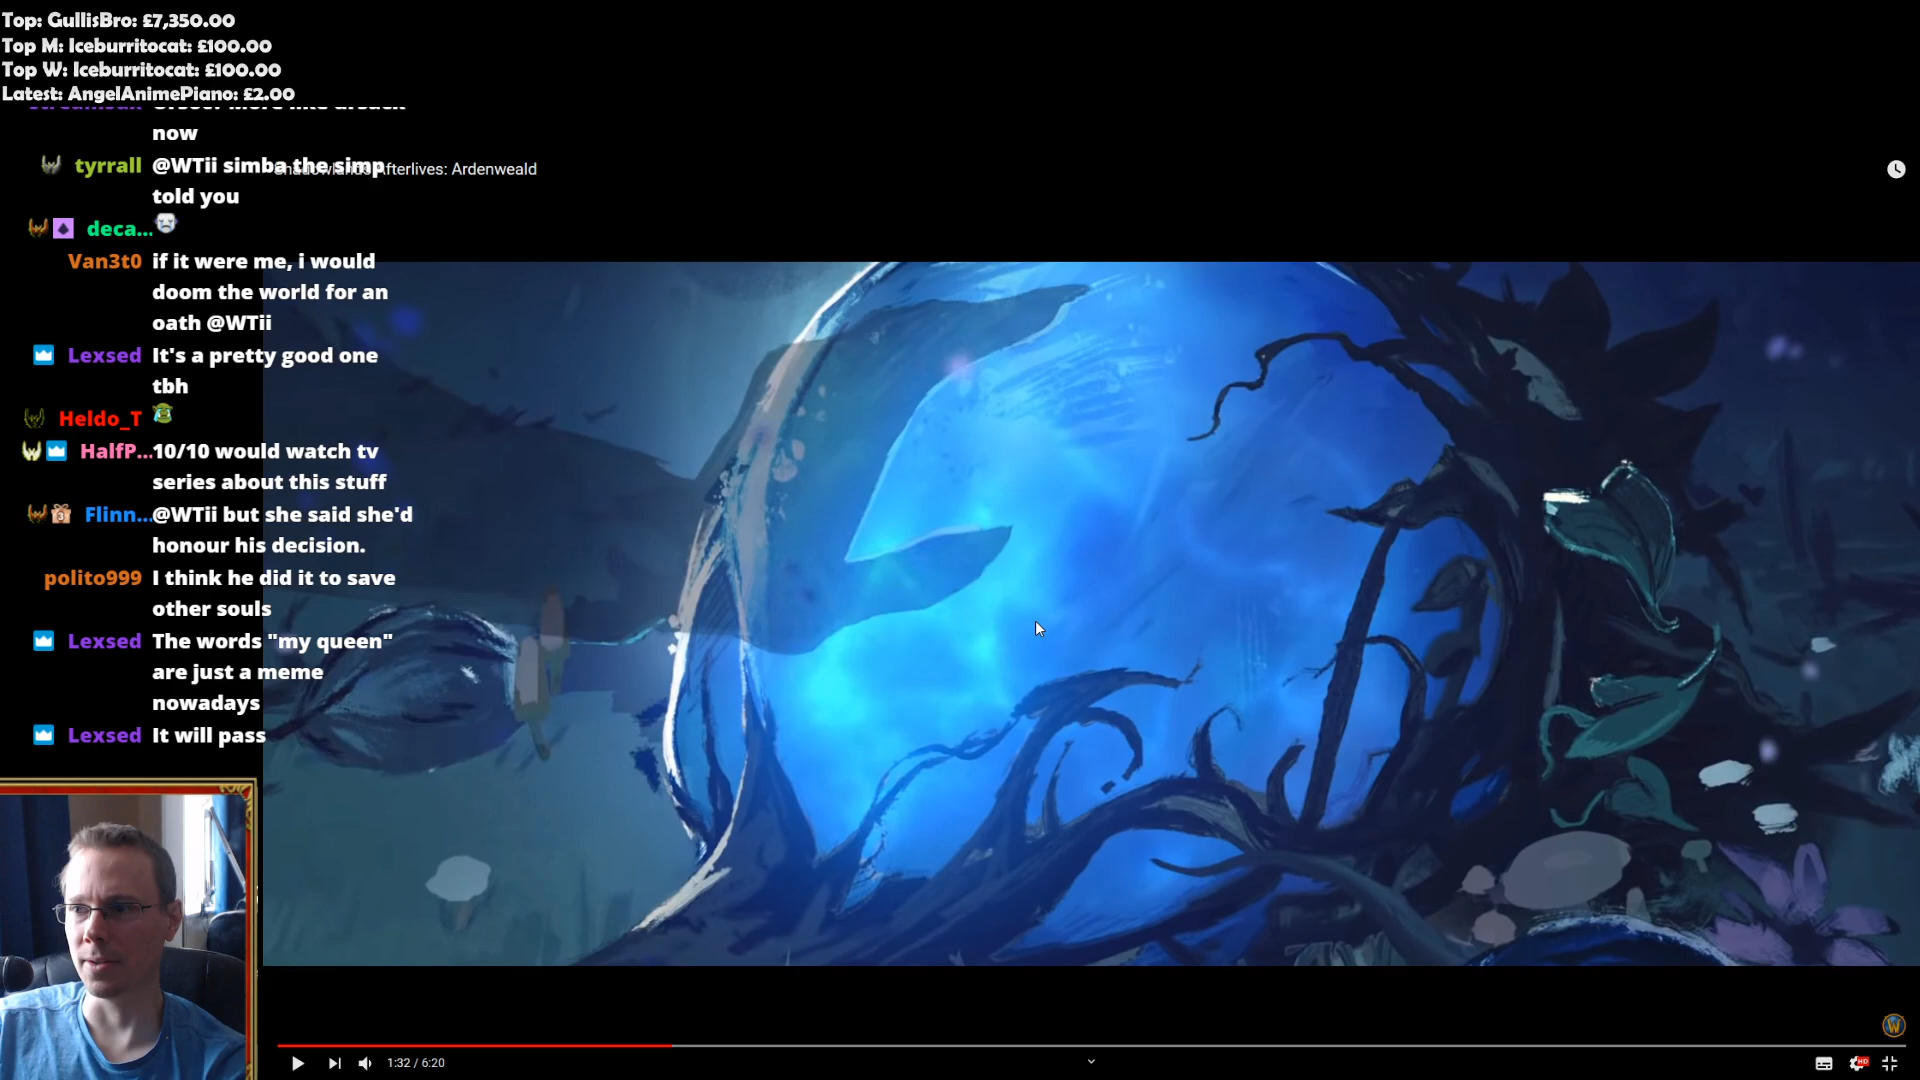 Top: GullisBro: £7,350.00
Top M: Iceburritocat: £100.00
Top W: Iceburritocat: £100.00
Latest: AngelAnimePiano: £2.00
now
tyrrall @WTii simba the simp
told you
Afterlives: Ardenweald
deca...
Van3t0 if it were me, i would
doom the world for an
oath @WTii
Lexsed It's a pretty good one
tbh
Heldo_T
HalfP... 10/10 would watch tv
series about this stuff
Flinn... @WTii but she said she'd
honour his decision.
polito999 I think he did it to save
other souls
Lexsed The words "my queen"
are just a meme
nowadays
Lexsed It will pass
1:32 / 6:20
HD